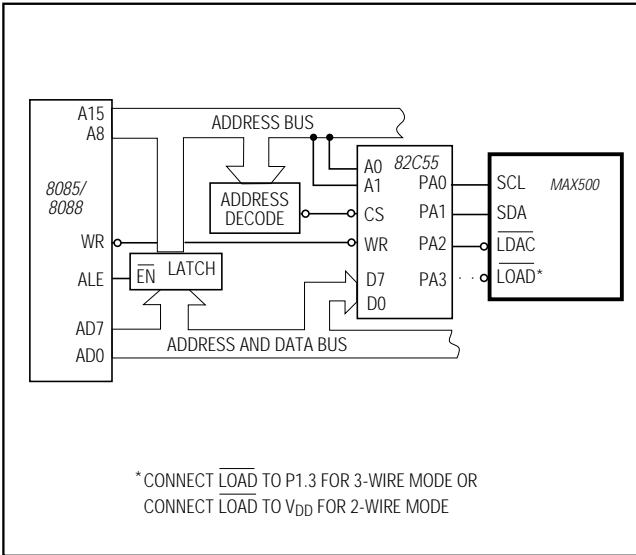 A15
A8
ADDRESS BUS
8085/
8088
A0
A1
82C55
PA0
SCL
MAX500
ADDRESS
DECODE
CS
PA1
SDA
WR
WR
PA2
LDAC
ALE
EN
LATCH
D7
D0
PA3
LOAD*
AD7
AD0
ADDRESS AND DATA BUS
* CONNECT LOAD TO P1.3 FOR 3-WIRE MODE OR
CONNECT LOAD TO VDD FOR 2-WIRE MODE